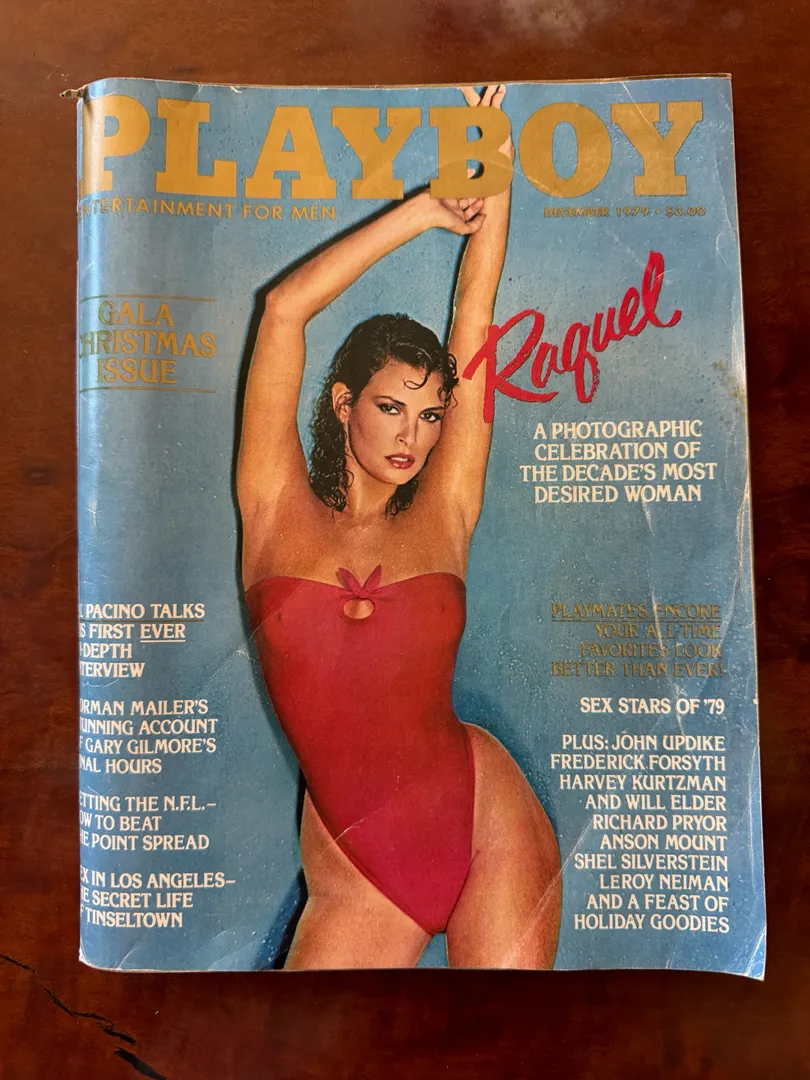 PLAYBOY
ENTERTAINMENT FOR MEN
DECEMBER 1979 • $3.00
GALA
CHRISTMAS
ISSUE
Raquel
A PHOTOGRAPHIC
CELEBRATION OF
THE DECADE'S MOST
DESIRED WOMAN
PACINO TALKS
S FIRST EVER
DEPTH
TERVIEW
RMAN MAILER'S
UNNING ACCOUNT
GARY GILMORE'S
NAL HOURS
ETTING THE N.F.L.–
OW TO BEAT
E POINT SPREAD
EX IN LOS ANGELES–
E SECRET LIFE
TINSELTOWN
PLAYMATES ENCORE
YOUR ALL-TIME
FAVORITES LOOK
BETTER THAN EVER!
SEX STARS OF '79
PLUS: JOHN UPDIKE
FREDERICK FORSYTH
HARVEY KURTZMAN
AND WILL ELDER
RICHARD PRYOR
ANSON MOUNT
SHEL SILVERSTEIN
LEROY NEIMAN
AND A FEAST OF
HOLIDAY GOODIES